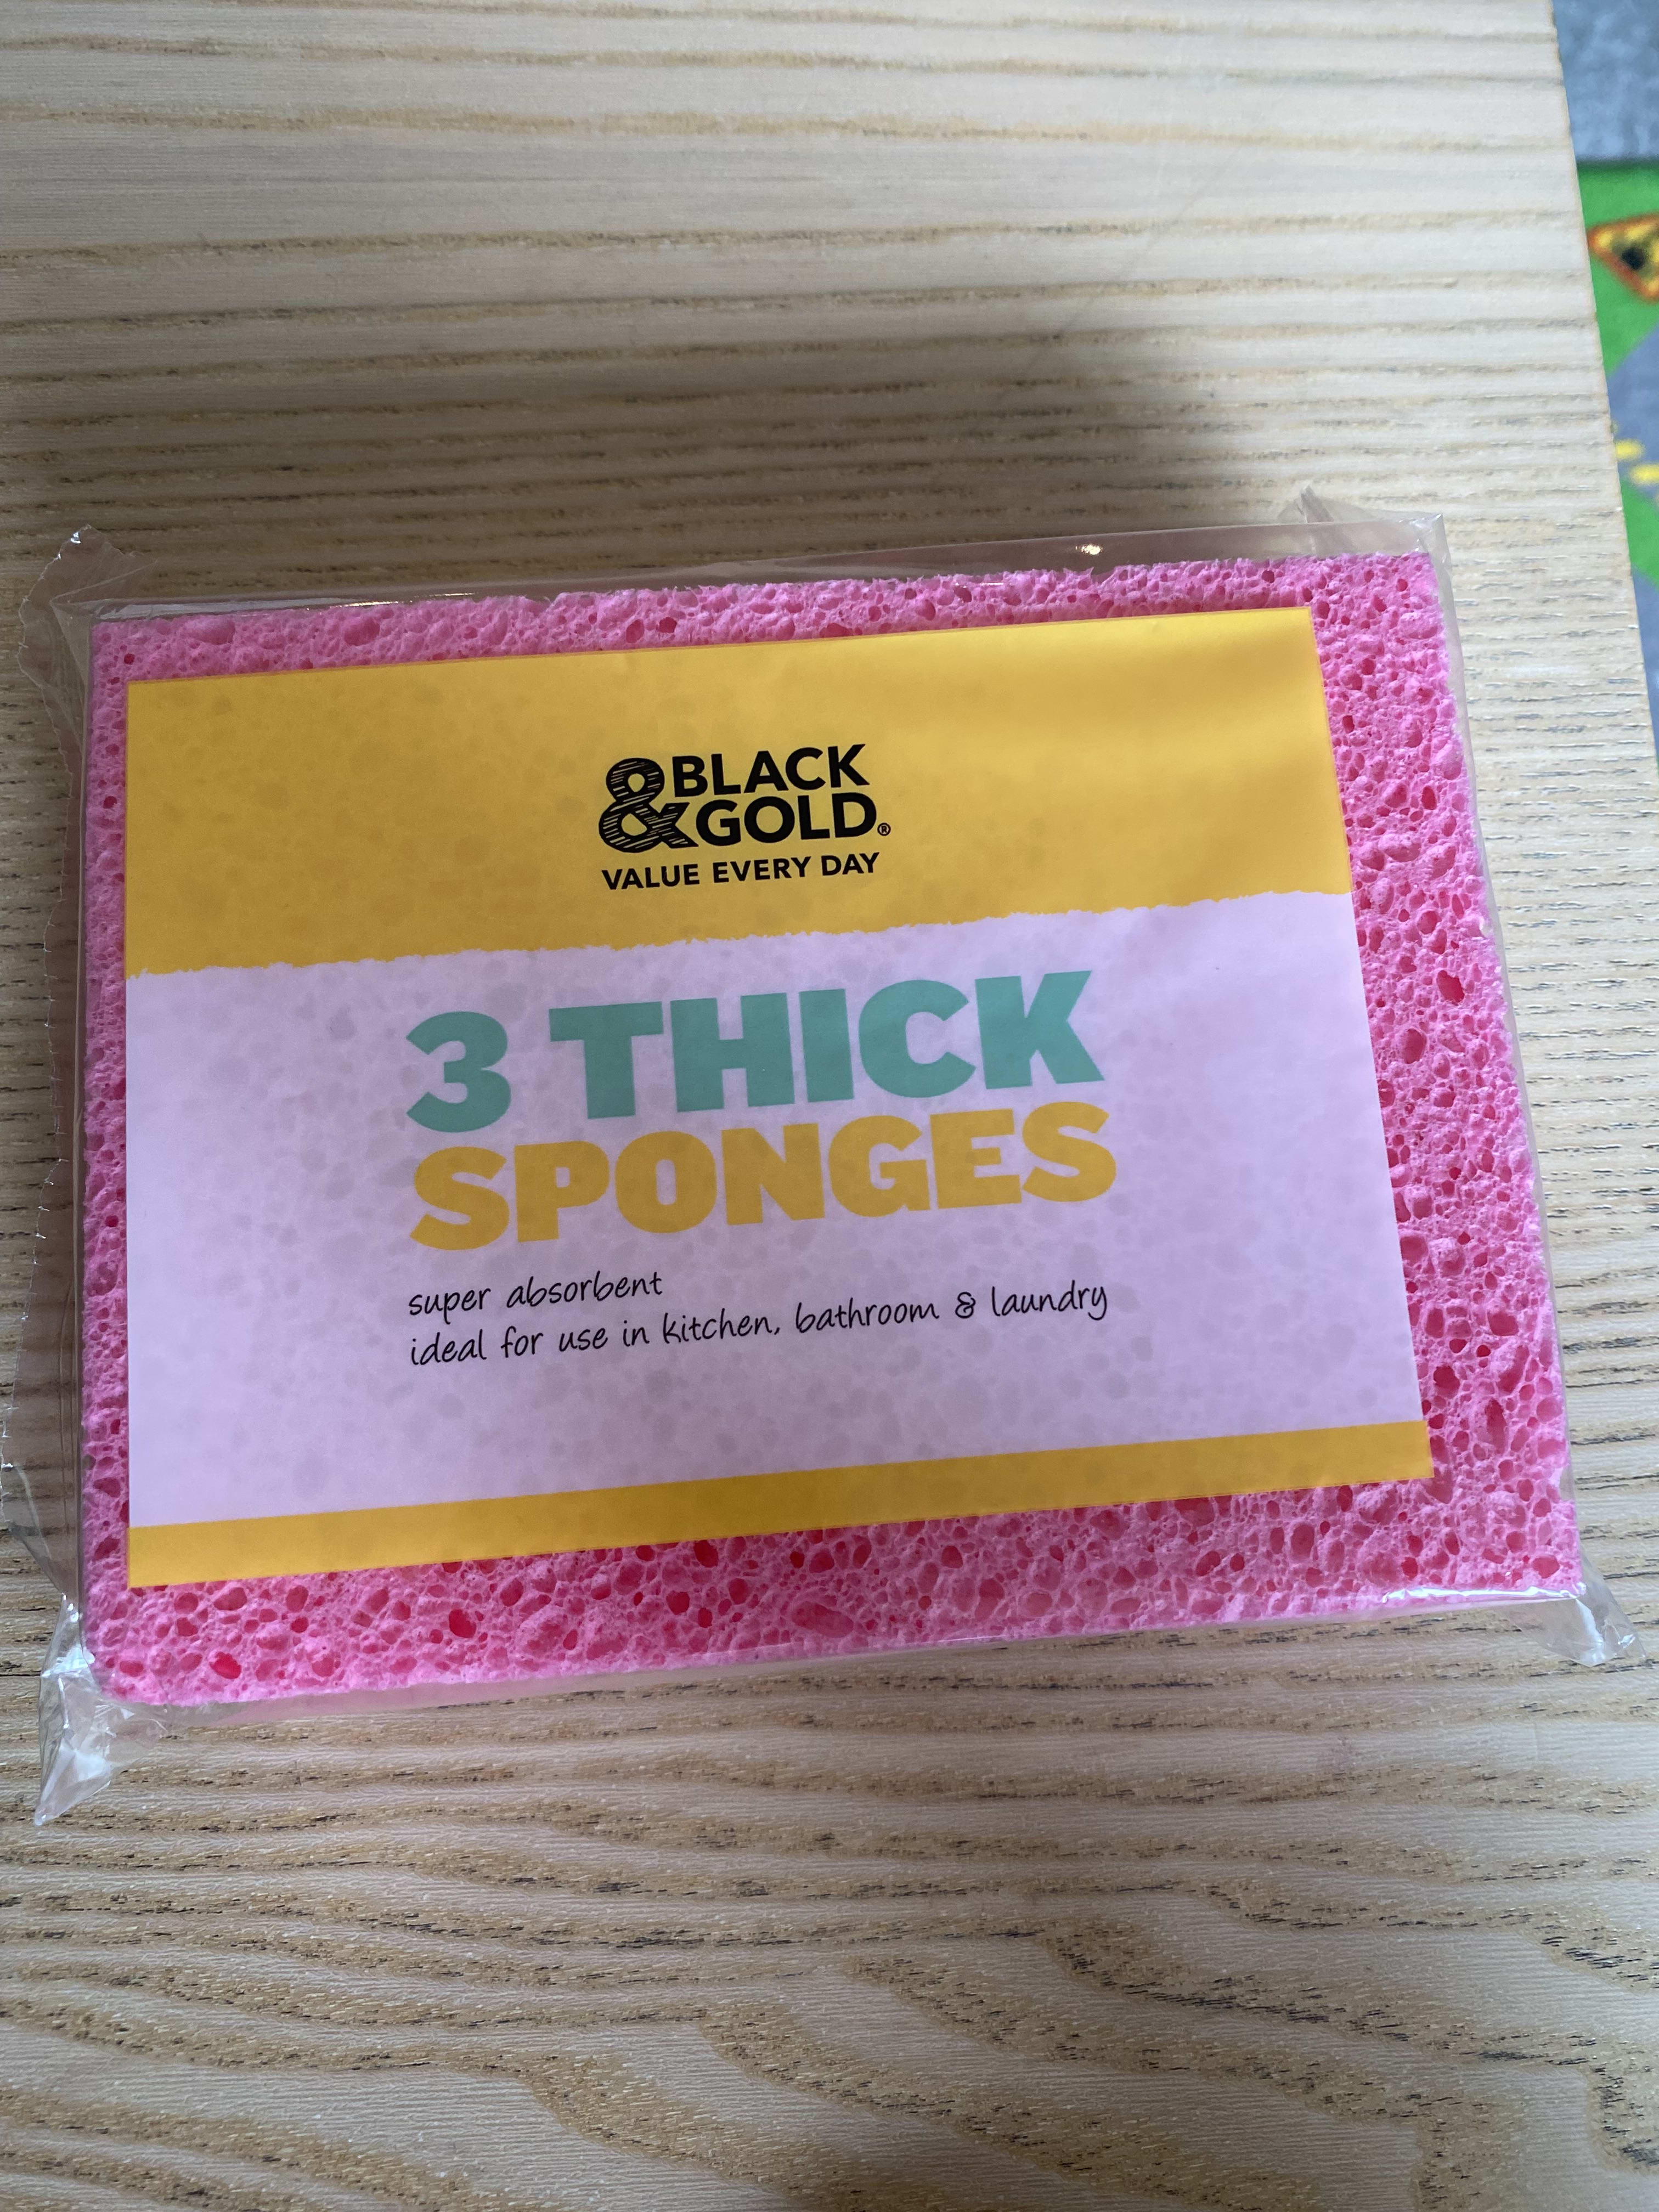 & BLACK
GOLD®
VALUE EVERY DAY
3 THICK
SPONGES
super absorbent
ideal for use in kitchen, bathroom & laundry